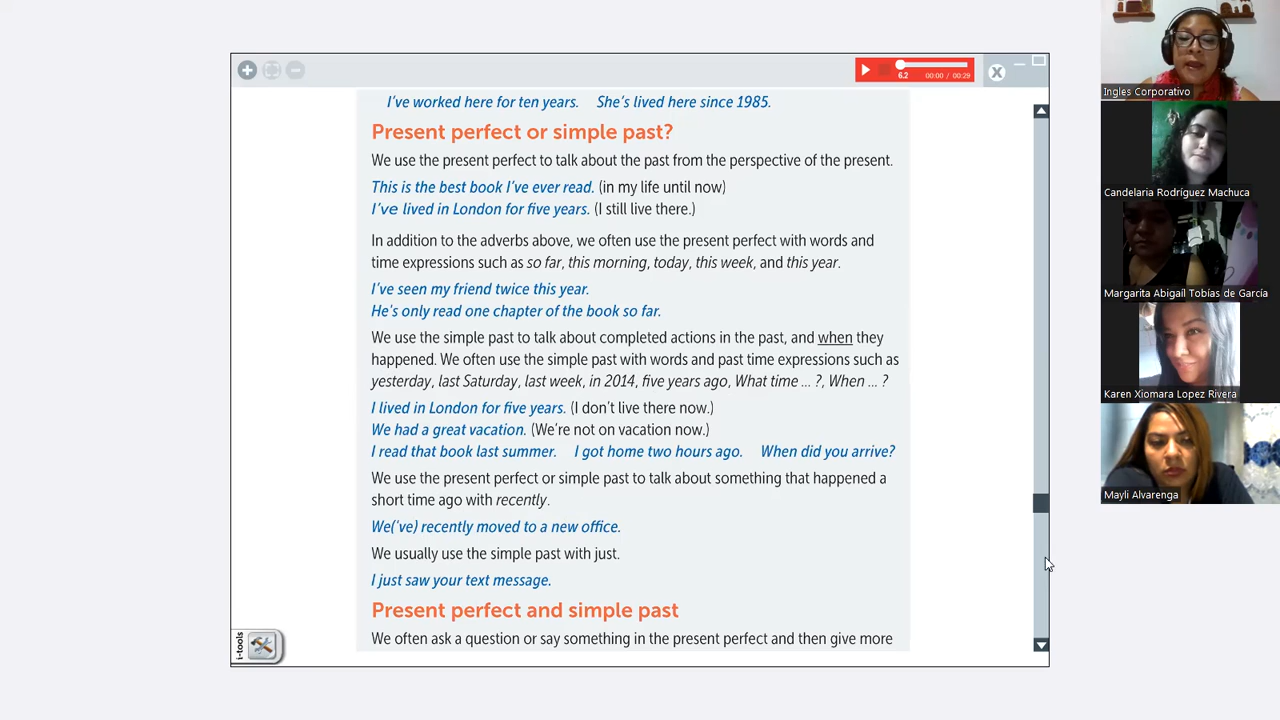 I've worked here for ten years. She's lived here since 1985.
Present perfect or simple past?
We use the present perfect to talk about the past from the perspective of the present.
This is the best book I've ever read. (in my life until now)
I've lived in London for five years. (I still live there.)
In addition to the adverbs above, we often use the present perfect with words and
time expressions such as so far, this morning, today, this week, and this year.
I've seen my friend twice this year.
He's only read one chapter of the book so far.
We use the simple past to talk about completed actions in the past, and when they
happened. We often use the simple past with words and past time expressions such as
yesterday, last Saturday, last week, in 2014, five years ago, What time ... ?, When ... ?
I lived in London for five years. (I don't live there now.)
We had a great vacation. (We're not on vacation now.)
I read that book last summer. I got home two hours ago. When did you arrive?
We use the present perfect or simple past to talk about something that happened a
short time ago with recently.
We('ve) recently moved to a new office.
We usually use the simple past with just.
I just saw your text message.
Present perfect and simple past
We often ask a question or say something in the present perfect and then give more
6.2 00:00 / 00:29
X
i-tools
Ingles Corporativo
Candelaria Rodríguez Machuca
Margarita Abigaíl Tobías de García
Karen Xiomara Lopez Rivera
Mayli Alvarenga